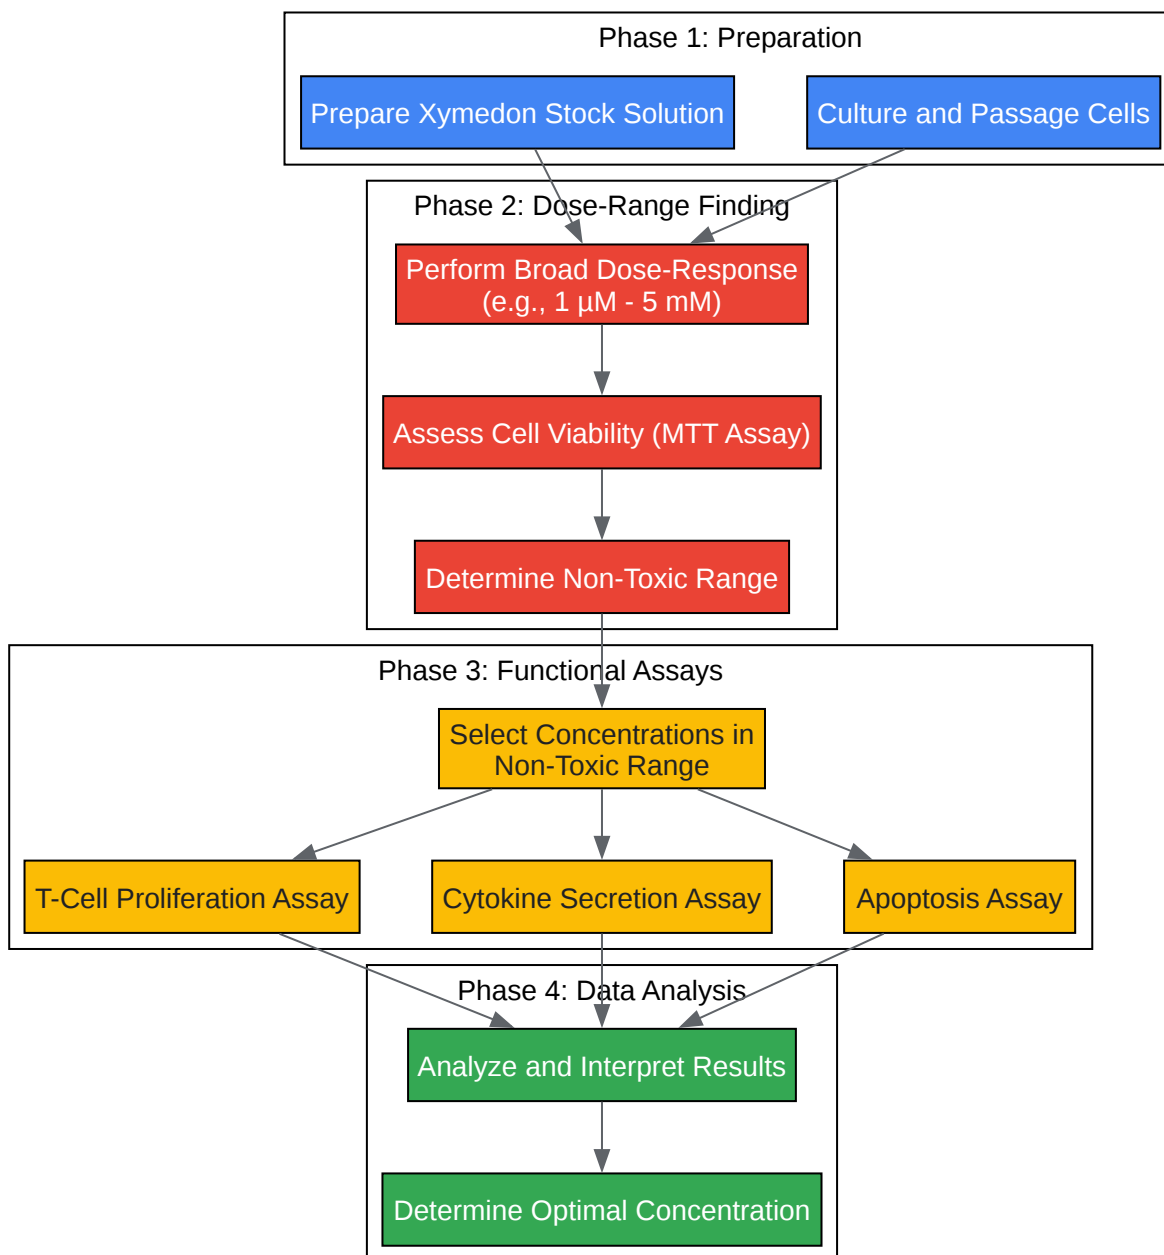 Phase 1: Preparation
Prepare Xymedon Stock Solution
Culture and Passage Cells
Phase 2: Dose-Range Finding
Perform Broad Dose-Response
(e.g., 1 µM - 5 mM)
Assess Cell Viability (MTT Assay)
Determine Non-Toxic Range
Phase 3: Functional Assays
Select Concentrations in
Non-Toxic Range
T-Cell Proliferation Assay
Cytokine Secretion Assay
Apoptosis Assay
Phase 4: Data Analysis
Analyze and Interpret Results
Determine Optimal Concentration